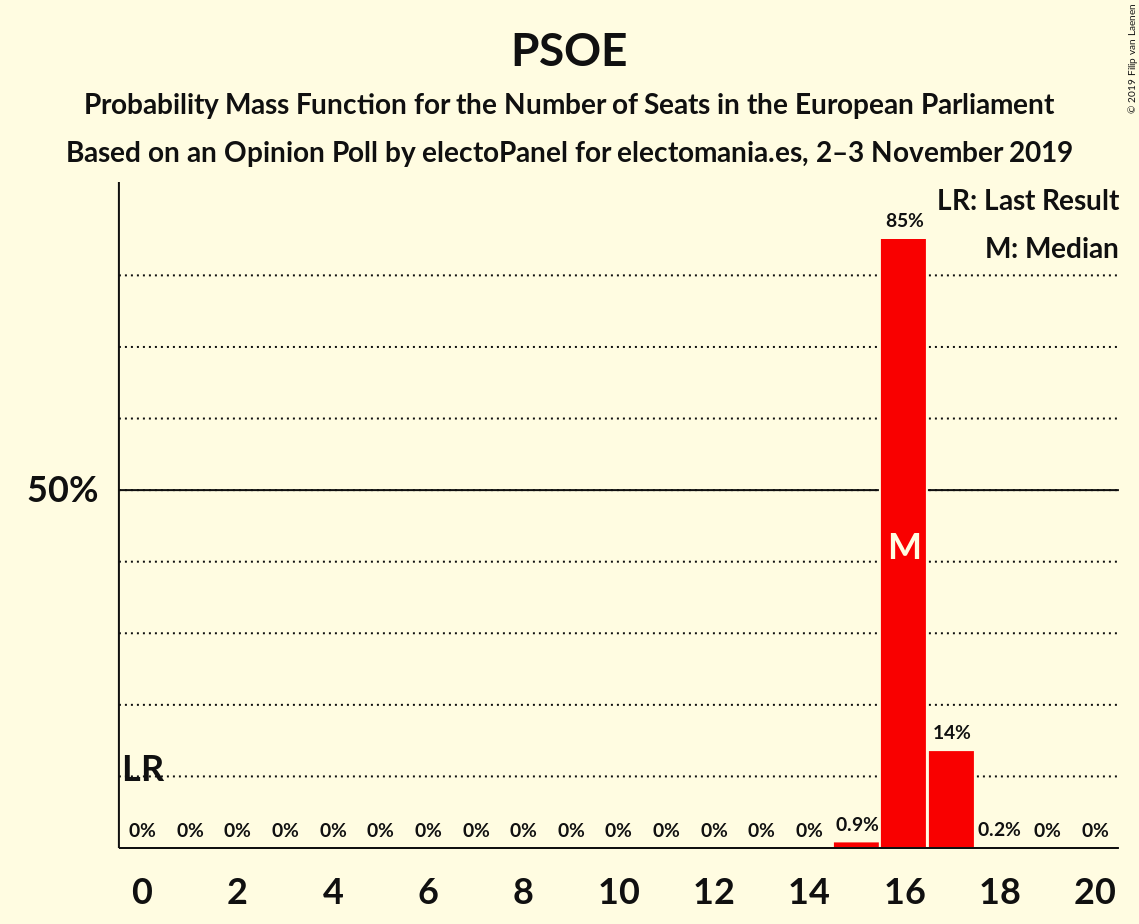 PSOE
Probability Mass Function for the Number of Seats in the European Parliament
Based on an Opinion Poll by electoPanel for electomania.es, 2–3 November 2019
© 2019 Filip van Laenen
LR: Last Result
M: Median
85%
50%
M
14%
LR
0% 0% 0% 0% 0% 0% 0% 0% 0% 0% 0% 0% 0% 0% 0% 0.9% 0.2% 0% 0%
0 2 4 6 8 10 12 14 16 18 20